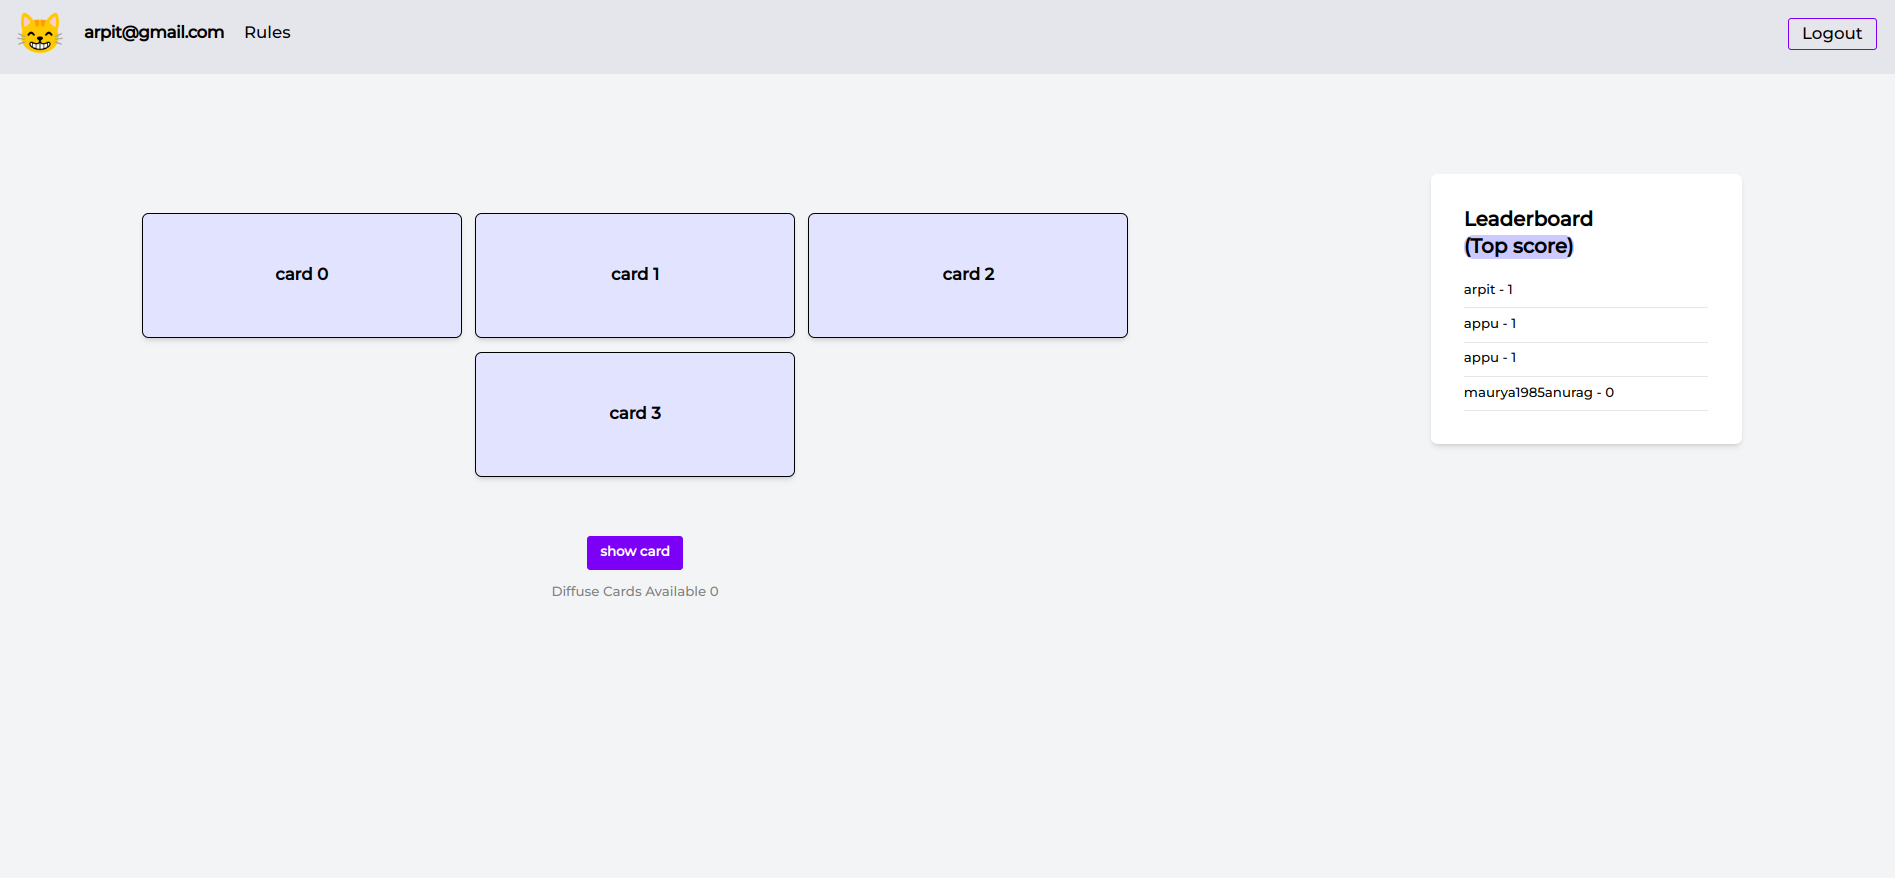 arpit@gmail.com Rules Logout
card 0 card 1 card 2
card 3
show card
Diffuse Cards Available 0
Leaderboard
(Top score)
arpit - 1
appu - 1
appu - 1
maurya1985anurag - 0